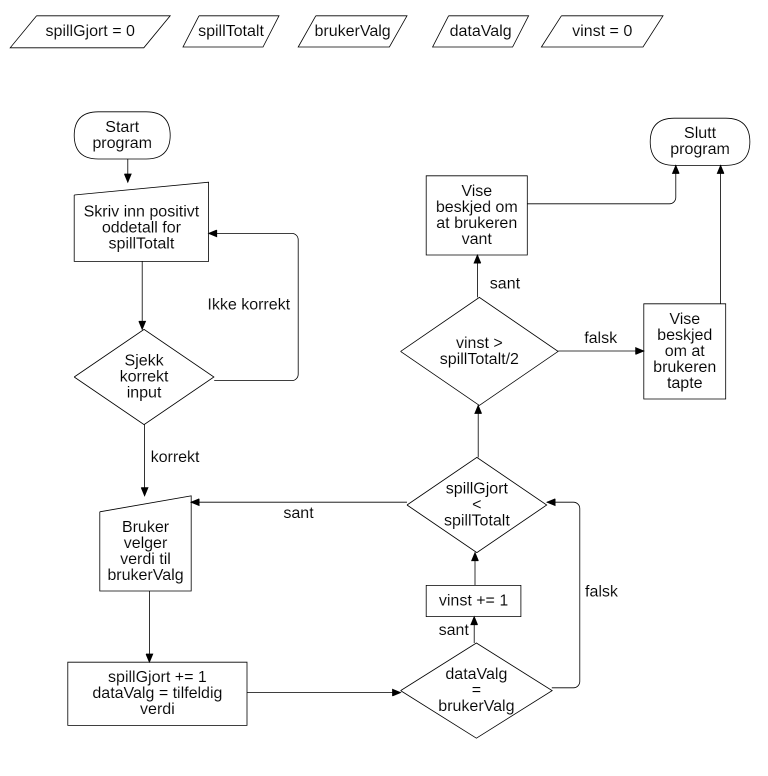 spillGjort = 0
spillTotalt
brukerValg
dataValg
vinst = 0
Start
program
Slutt
program
Skriv inn positivt
oddetall for
spillTotalt
Ikke korrekt
Sjekk
korrekt
input
korrekt
Bruker
velger
verdi til
brukerValg
spillGjort += 1
dataValg = tilfeldig
verdi
dataValg
=
brukerValg
sant
falsk
vinst += 1
spillGjort
<
spillTotalt
sant
vinst >
spillTotalt/2
sant
falsk
Vise
beskjed om
at brukeren
vant
Vise
beskjed
om at
brukeren
tapte